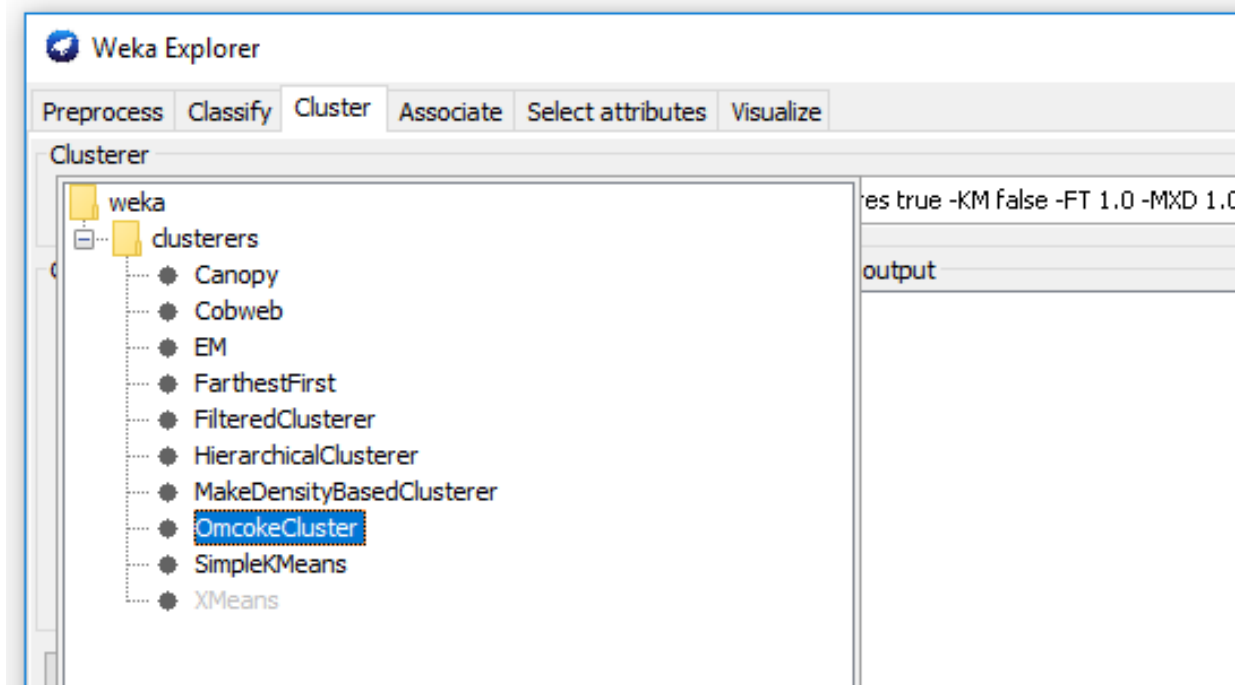 Weka Explorer
Preprocess Classify Cluster Associate Select attributes Visualize
Clusterer
weka
res true -KM false -FT 1.0 -MXD 1.0
clusterers
Canopy
output
Cobweb
EM
FarthestFirst
FilteredClusterer
HierarchicalClusterer
MakeDensityBasedClusterer
OmcokeCluster
SimpleKMeans
XMeans